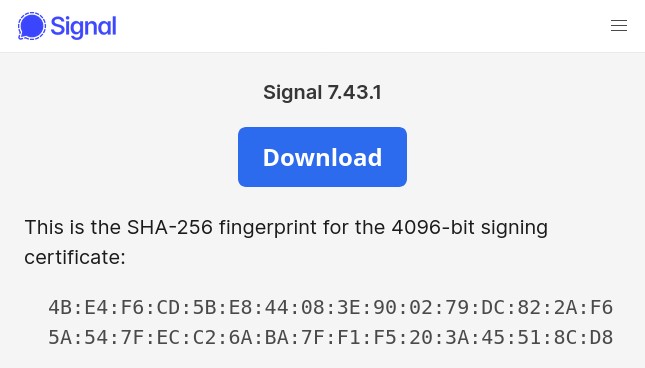 Signal
Signal 7.43.1
Download
This is the SHA-256 fingerprint for the 4096-bit signing
certificate:
4B:E4:F6:CD:5B:E8:44:08:3E:90:02:79:DC:82:2A:F6
5A:54:7F:EC:C2:6A:BA:7F:F1:F5:20:3A:45:51:8C:D8